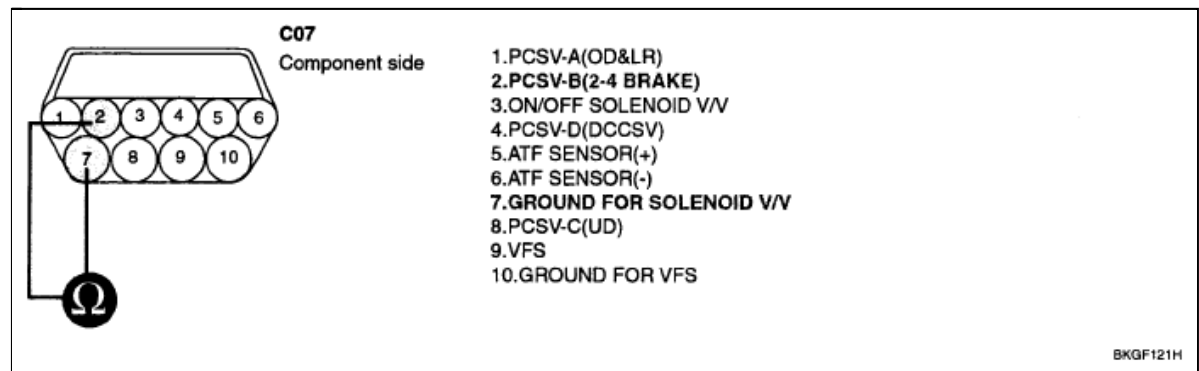 C07
Component side
1 2 3 4 5 6
7 8 9 10
Ω
1.PCSV-A(OD&LR)
2.PCSV-B(2-4 BRAKE)
3.ON/OFF SOLENOID V/V
4.PCSV-D(DCCSV)
5.ATF SENSOR(+)
6.ATF SENSOR(-)
7.GROUND FOR SOLENOID V/V
8.PCSV-C(UD)
9.VFS
10.GROUND FOR VFS
BKGF121H